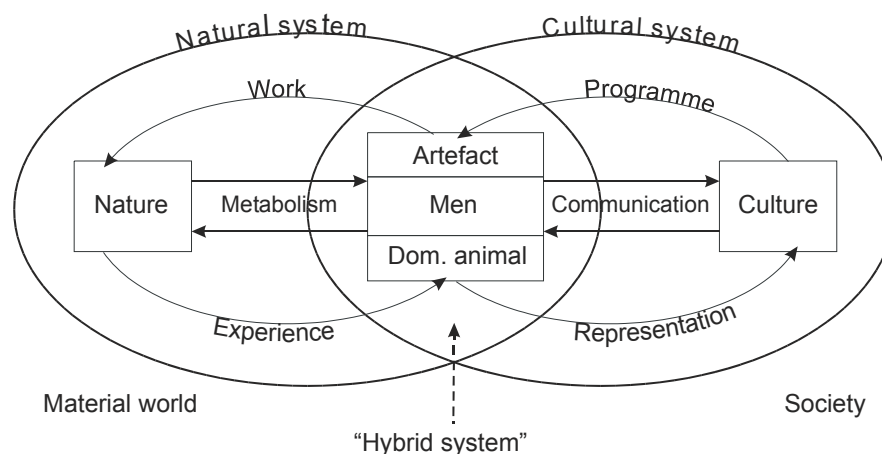 Natural system
Cultural system
Work
Programme
Artefact
Nature
Metabolism
Men
Communication
Culture
Dom. animal
Experience
Representation
Material world
Society
“Hybrid system”